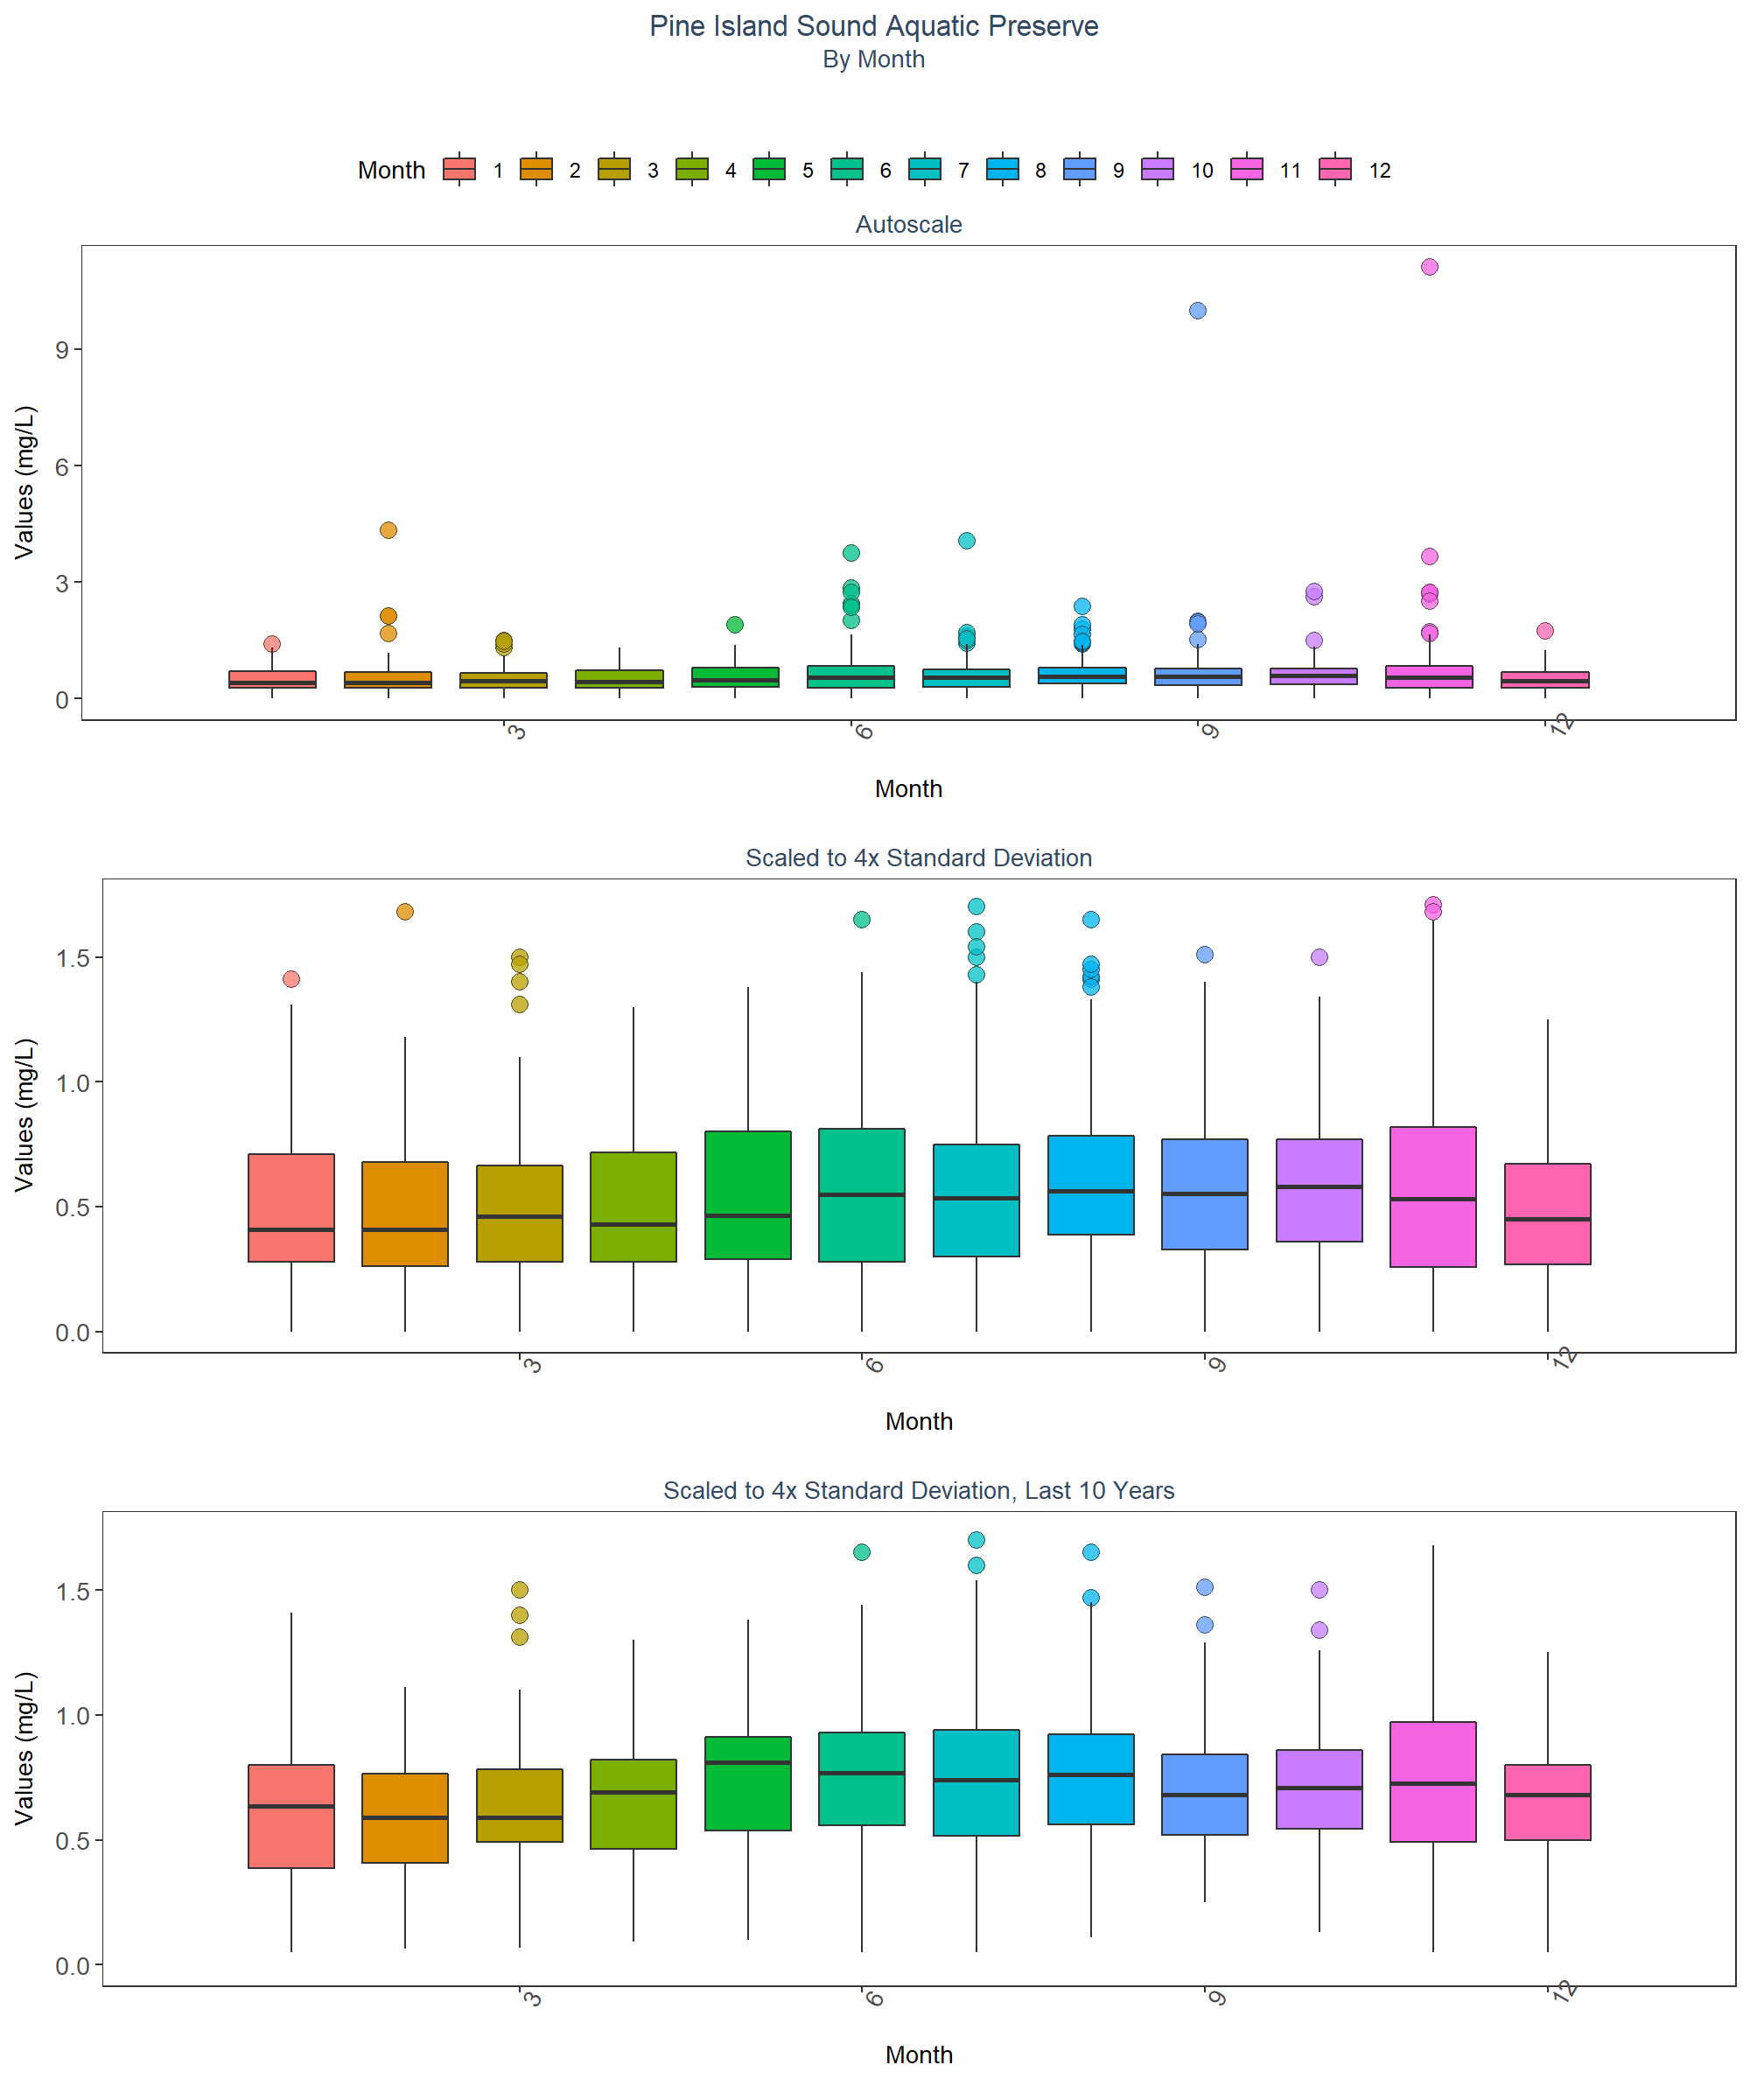 Pine Island Sound Aquatic Preserve
By Month
Month 1 2 3 4 5 6 7 8 9 10 11 12
Autoscale
Values (mg/L)
9
6
3
0
3 6 9 12
Month
Scaled to 4x Standard Deviation
Values (mg/L)
1.5
1.0
0.5
0.0
3 6 9 12
Month
Scaled to 4x Standard Deviation, Last 10 Years
Values (mg/L)
1.5
1.0
0.5
0.0
3 6 9 12
Month